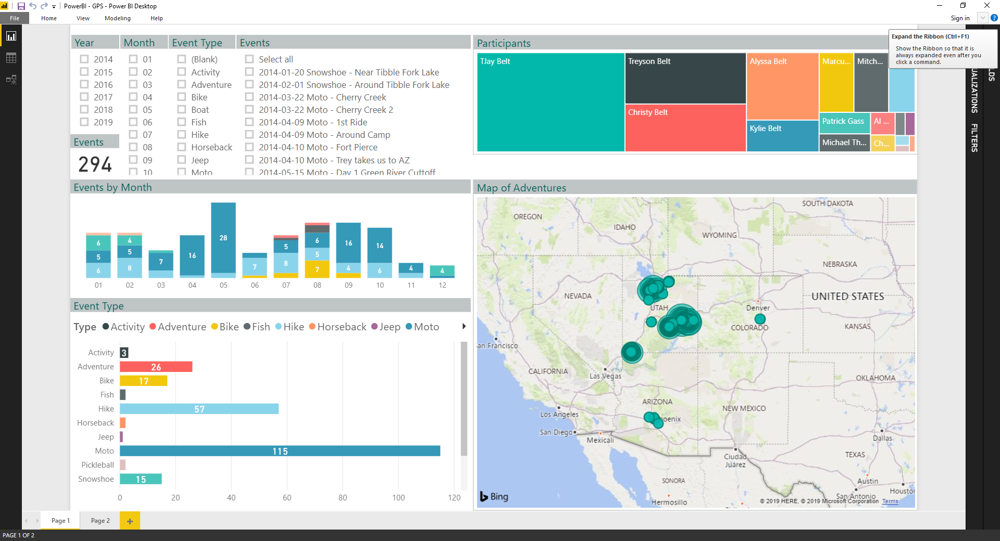 PowerBI - GPS - Power BI Desktop
File Home View Modeling Help Sign in
Expand the Ribbon (Ctrl+F1)
Show the Ribbon so that it is
always expanded even after you
click a command.
Year
2014
2015
2016
2017
2018
2019
Events
294
Month
01
02
03
04
05
06
07
08
09
10
Event Type
(Blank)
Activity
Adventure
Bike
Boat
Fish
Hike
Horseback
Jeep
Moto
Events
Select all
2014-01-20 Snowshoe - Near Tibble Fork Lake
2014-02-01 Snowshoe - Around Tibble Fork Lake
2014-03-22 Moto - Cherry Creek
2014-03-22 Moto - Cherry Creek 2
2014-04-09 Moto - 1st Ride
2014-04-09 Moto - Around Camp
2014-04-10 Moto - Fort Pierce
2014-04-10 Moto - Trey takes us to AZ
2014-05-15 Moto - Day 1 Green River Cuttoff
Participants
TJay Belt
Treyson Belt
Christy Belt
Alyssa Belt
Kylie Belt
Marcu...
Mitch...
Patrick Gass
Al ...
Michael Th...
Ch...
UALIZATIONS
FILTERS
LDS
Events by Month
6 5 6
4 5 8
7
16
28
7
5 8
6 5 7
16 4
14 6
4
4
01 02 03 04 05 06 07 08 09 10 11 12
Event Type
Type Activity Adventure Bike Fish Hike Horseback Jeep Moto
Activity 3
Adventure 26
Bike 17
Fish
Hike 57
Horseback
Jeep
Moto 115
Pickleball
Snowshoe 15
0 20 40 60 80 100 120
Map of Adventures
SOUTH DAKOTA
OREGON
IDAHO
WYOMING
NEBRASKA
NEVADA
UNITED STATES
UTAH
Denver
COLORADO
KANSAS
an Francisco
CALIFORNIA
Las Vegas
OKLAHOMA
ARIZONA
NEW MEXICO
Los Angeles
hoenix
San Diego
Mexicali
Dallas
Ciudad
Juárez
TEXAS
SONORA
Austin
Houstor
San Antonio
Hermosillo
Bing
© 2019 HERE, © 2019 Microsoft Corporation Terms
Page 1 Page 2
PAGE 1 OF 2